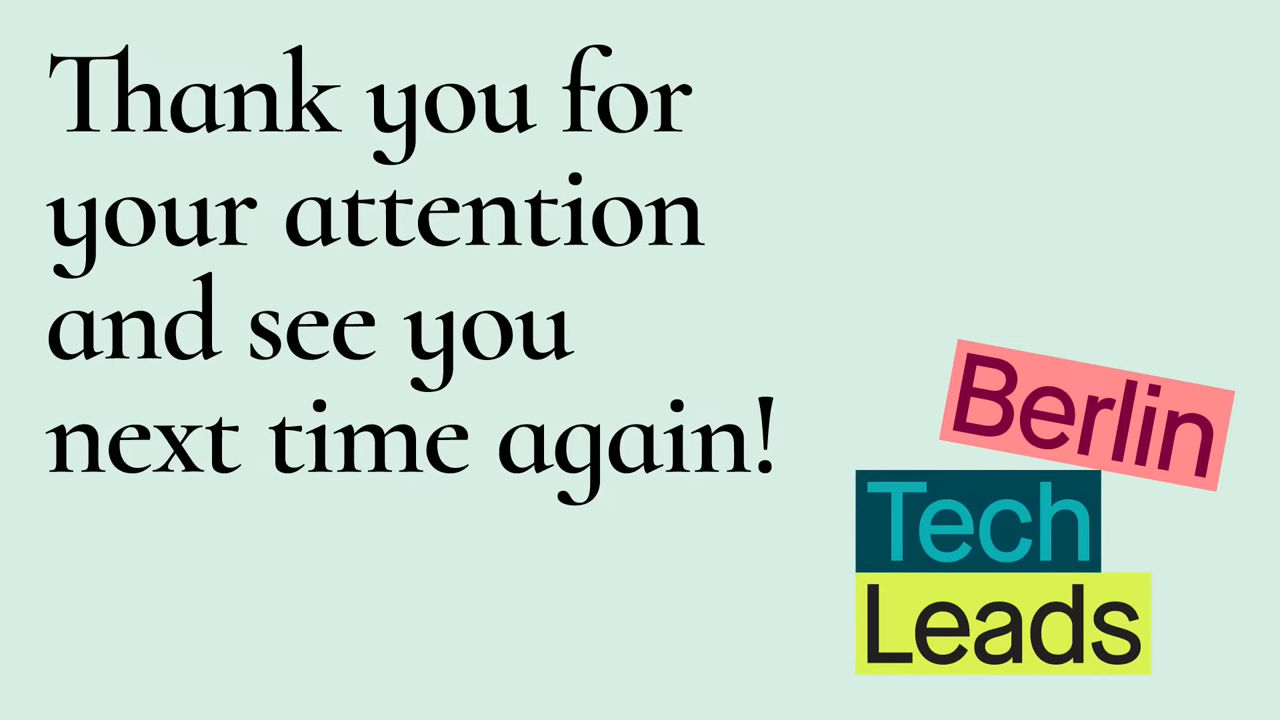 Thank you for
your attention
and see you
next time again!
Berlin
Tech
Leads